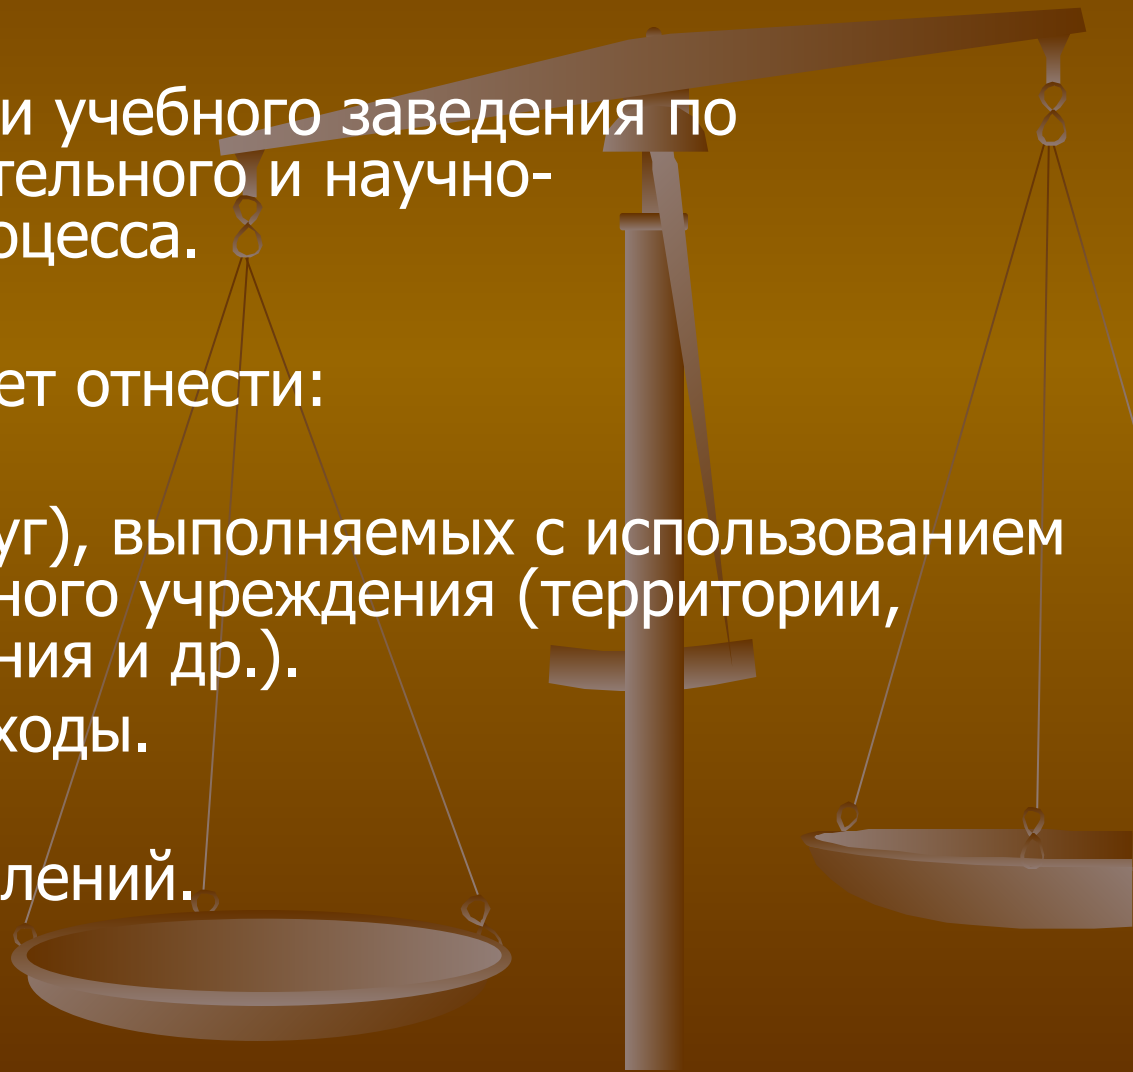 и учебного заведения по
тельного и научно-
оцесса.
ет отнести:
уг), выполняемых с использованием
ного учреждения (территории,
ния и др.).
ходы.
лений.